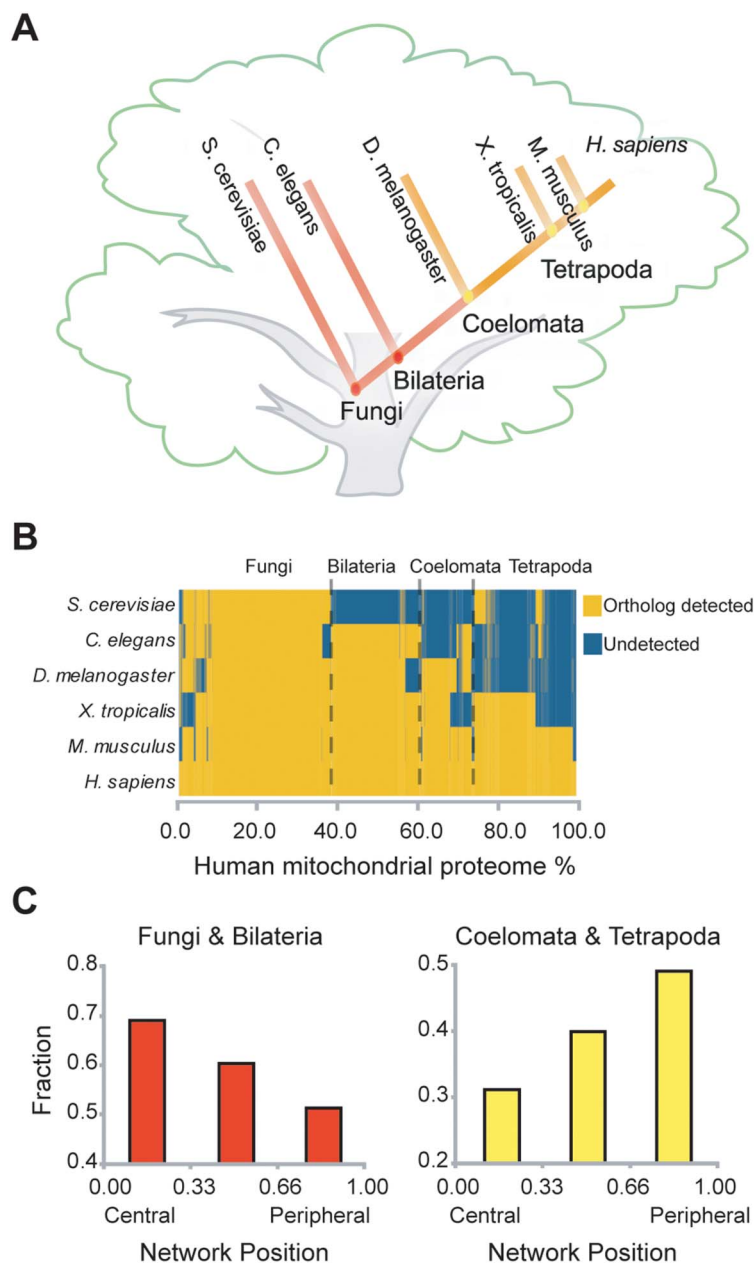 A
S. cerevisiae
C. elegans
D. melanogaster
X. tropicalis
M. musculus
H. sapiens
Tetrapoda
Coelomata
Bilateria
Fungi
B
Fungi Bilateria Coelomata Tetrapoda
S. cerevisiae
C. elegans
D. melanogaster
X. tropicalis
M. musculus
H. sapiens
Ortholog detected
Undetected
0.0 20.0 40.0 60.0 80.0 100.0
Human mitochondrial proteome %
C
Fungi & Bilateria
Fraction
0.8
0.7
0.6
0.5
0.4
0.00 0.33 0.66 1.00
Central Peripheral
Network Position
Coelomata & Tetrapoda
0.5
0.4
0.3
0.2
0.00 0.33 0.66 1.00
Central Peripheral
Network Position